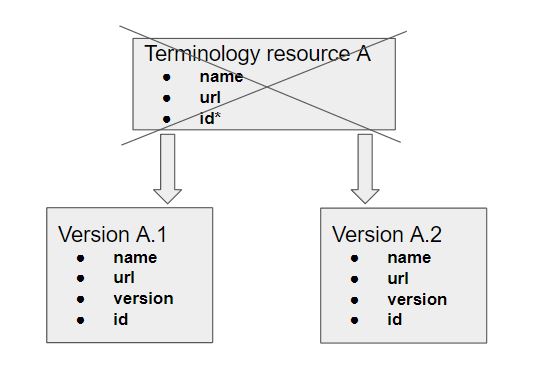 Terminology resource A
● name
● url
● id*
Version A.1
● name
● url
● version
● id
Version A.2
● name
● url
● version
● id